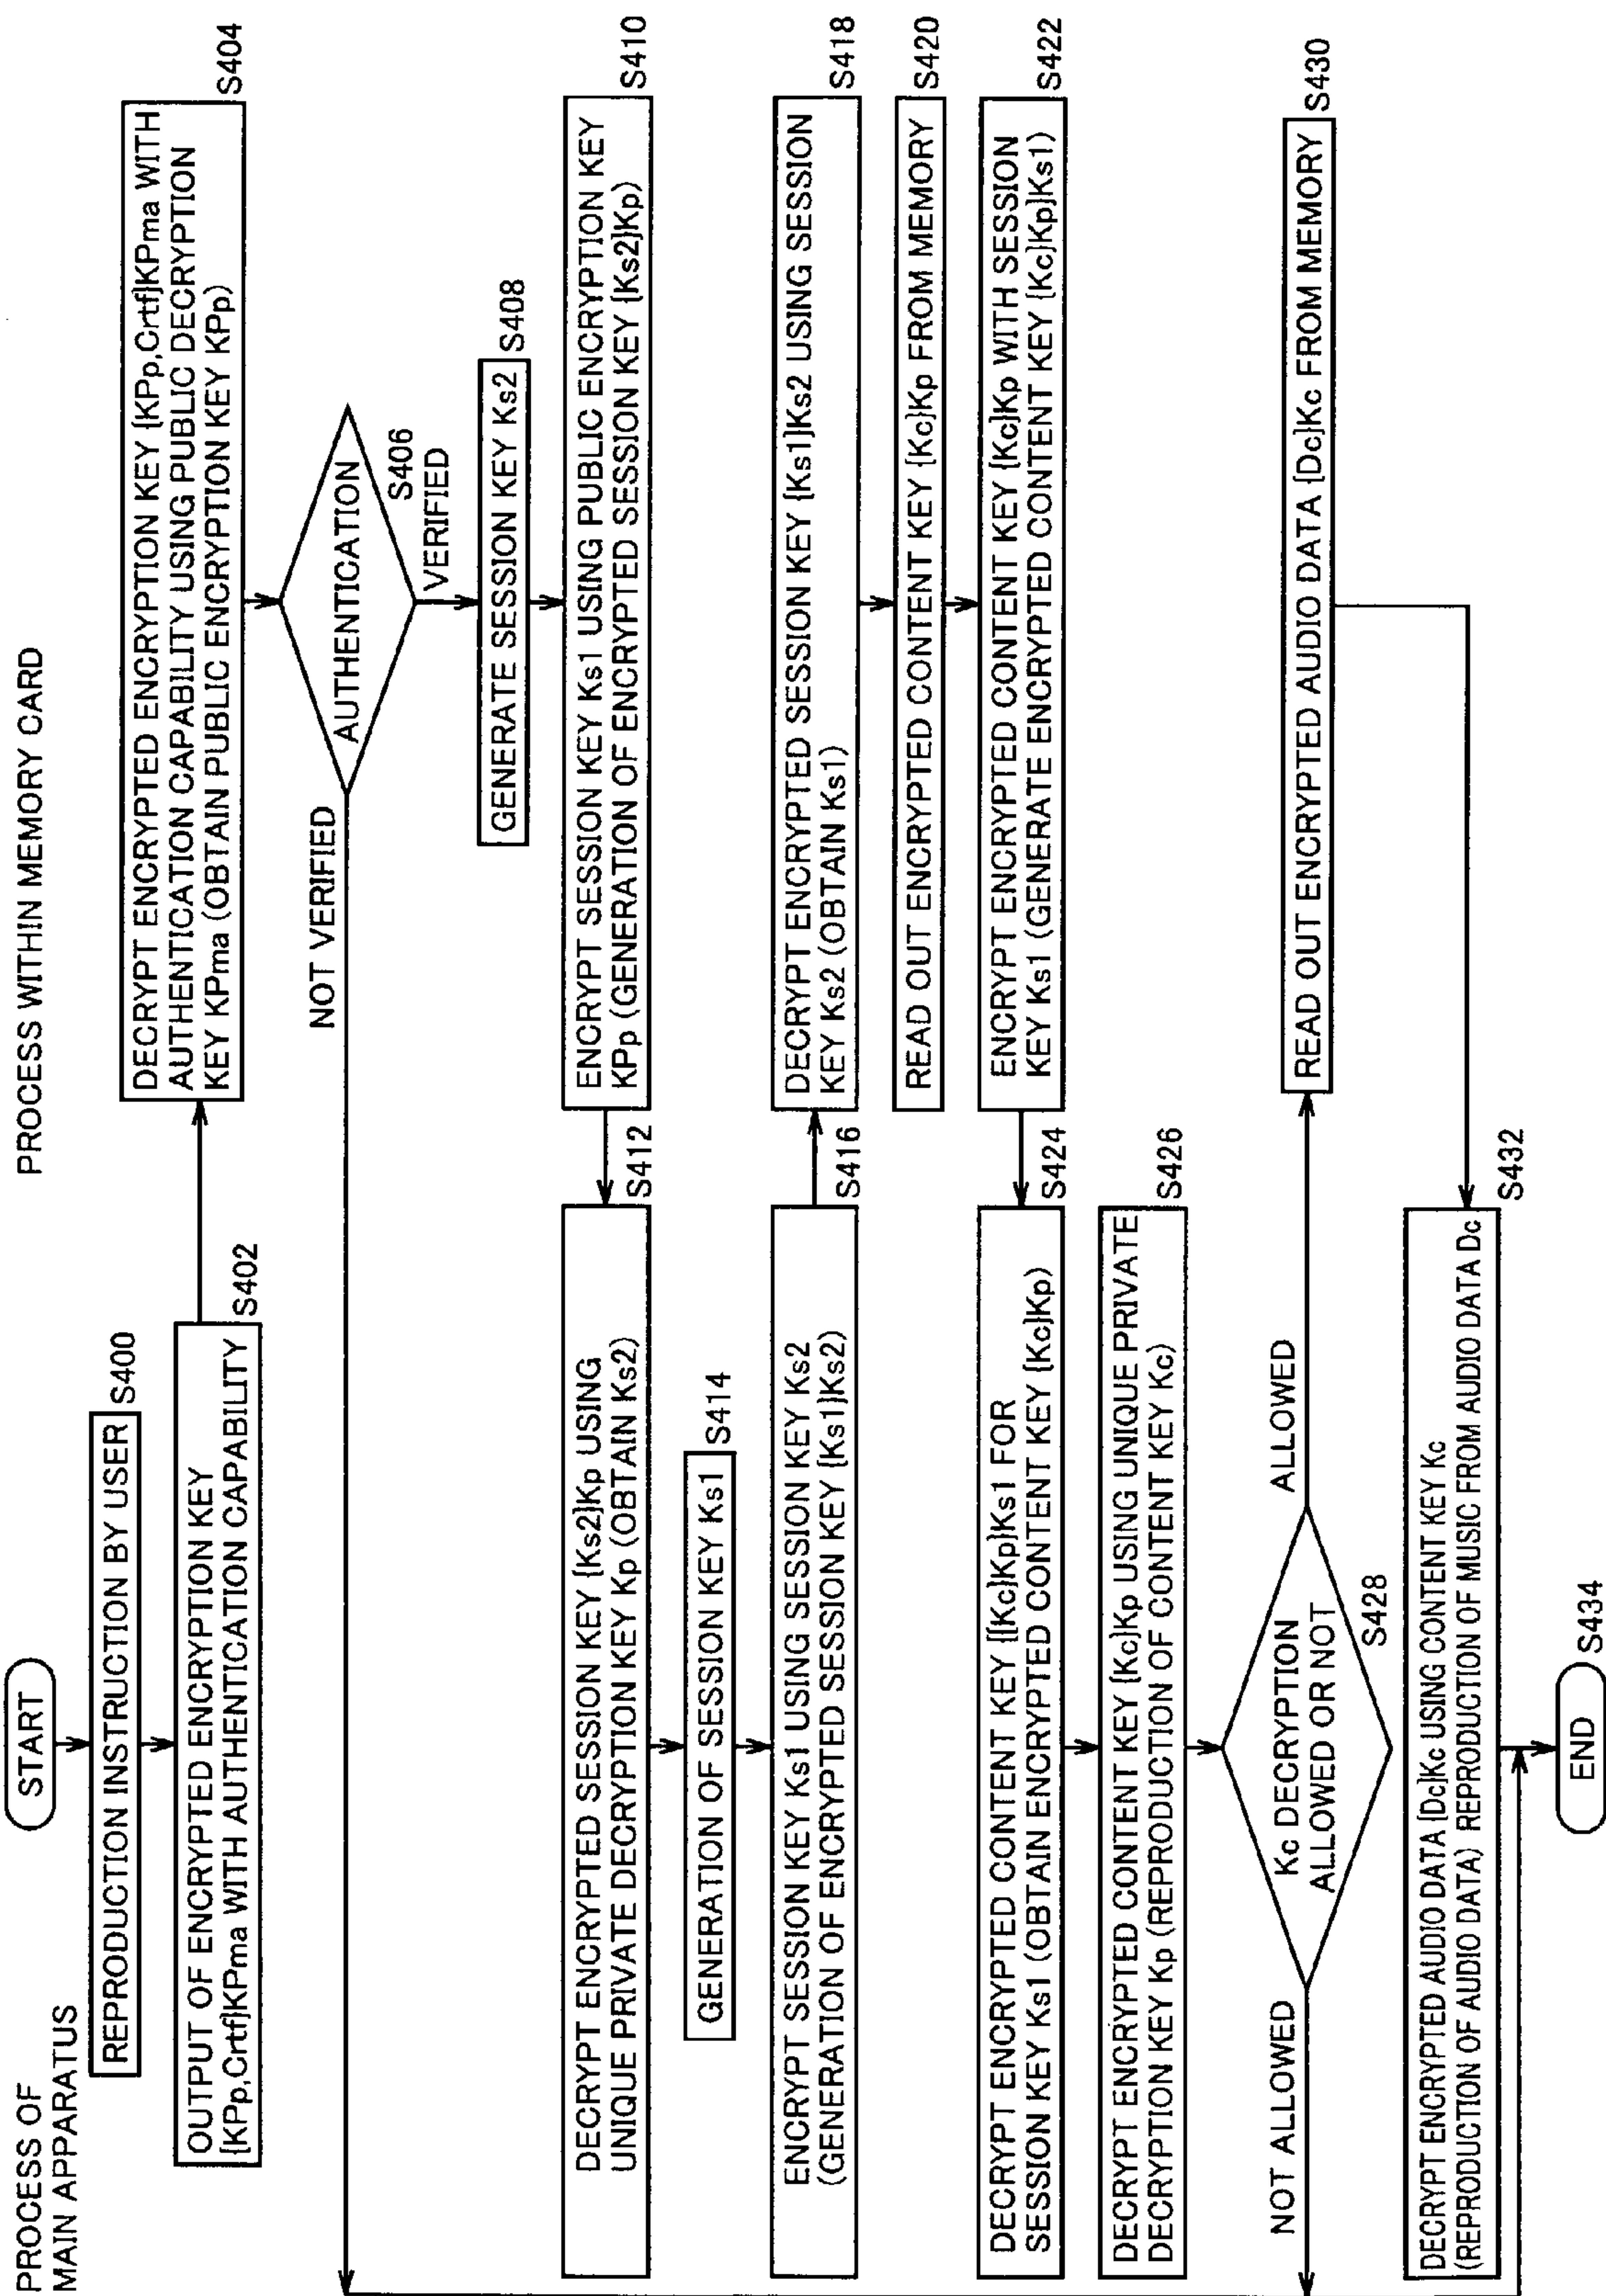 PROCESS OF
MAIN APPARATUS
PROCESS WITHIN MEMORY CARD
START
REPRODUCTION INSTRUCTION BY USER
S400
OUTPUT OF ENCRYPTED ENCRYPTION KEY
{KPp,Crtf}KPma WITH AUTHENTICATION CAPABILITY
S402
DECRYPT ENCRYPTED ENCRYPTION KEY {KPp,Crtf}KPma WITH
AUTHENTICATION CAPABILITY USING PUBLIC DECRYPTION
KEY KPma (OBTAIN PUBLIC ENCRYPTION KEY KPp)
S404
AUTHENTICATION
S406
NOT VERIFIED
VERIFIED
GENERATE SESSION KEY Ks2
S408
ENCRYPT SESSION KEY Ks1 USING PUBLIC ENCRYPTION KEY
KPp (GENERATION OF ENCRYPTED SESSION KEY {Ks2}Kp)
S410
DECRYPT ENCRYPTED SESSION KEY {Ks2}Kp USING
UNIQUE PRIVATE DECRYPTION KEY Kp (OBTAIN Ks2)
S412
GENERATION OF SESSION KEY Ks1
S414
ENCRYPT SESSION KEY Ks1 USING SESSION KEY Ks2
(GENERATION OF ENCRYPTED SESSION KEY {Ks1}Ks2)
S416
DECRYPT ENCRYPTED SESSION KEY {Ks1}Ks2 USING SESSION
KEY Ks2 (OBTAIN Ks1)
S418
READ OUT ENCRYPTED CONTENT KEY {Kc}Kp FROM MEMORY
S420
ENCRYPT ENCRYPTED CONTENT KEY {Kc}Kp WITH SESSION
KEY Ks1 (GENERATE ENCRYPTED CONTENT KEY {Kc}Kp}Ks1)
S422
DECRYPT ENCRYPTED CONTENT KEY {{Kc}Kp}Ks1 FOR
SESSION KEY Ks1 (OBTAIN ENCRYPTED CONTENT KEY {Kc}Kp)
S424
DECRYPT ENCRYPTED CONTENT KEY {Kc}Kp USING UNIQUE PRIVATE
DECRYPTION KEY Kp (REPRODUCTION OF CONTENT KEY Kc)
S426
Kc DECRYPTION
ALLOWED OR NOT
S428
NOT ALLOWED
ALLOWED
READ OUT ENCRYPTED AUDIO DATA {Dc}Kc FROM MEMORY
S430
DECRYPT ENCRYPTED AUDIO DATA {Dc}Kc USING CONTENT KEY Kc
(REPRODUCTION OF AUDIO DATA) REPRODUCTION OF MUSIC FROM AUDIO DATA Dc
S432
END
S434